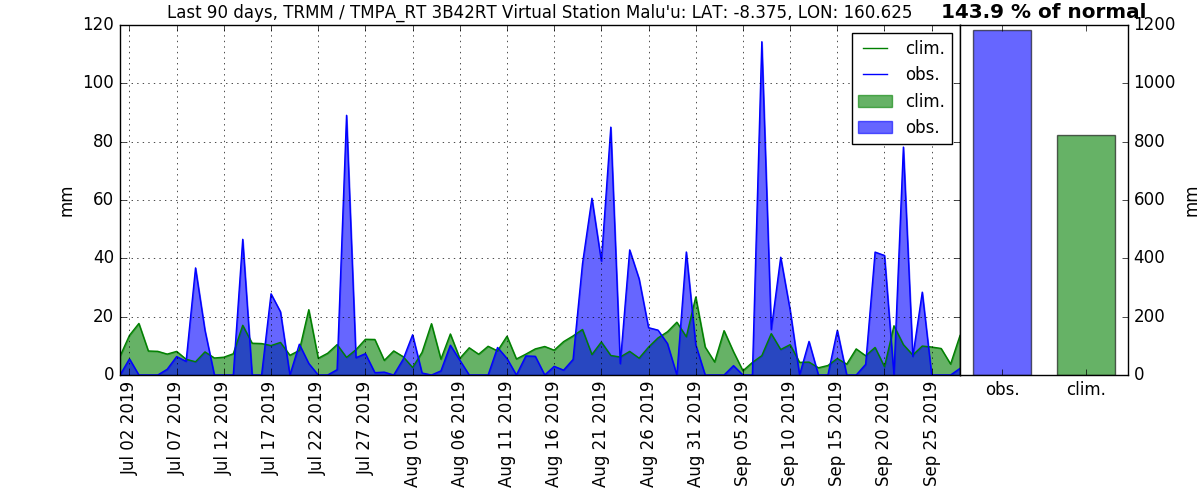 Last 90 days, TRMM / TMPA_RT 3B42RT Virtual Station Malu'u: LAT: -8.375, LON: 160.625
143.9 % of normal
120
100
80
60
40
20
0
mm
clim.
obs.
clim.
obs.
1200
1000
800
600
400
200
0
mm
Jul 02 2019
Jul 07 2019
Jul 12 2019
Jul 17 2019
Jul 22 2019
Jul 27 2019
Aug 01 2019
Aug 06 2019
Aug 11 2019
Aug 16 2019
Aug 21 2019
Aug 26 2019
Aug 31 2019
Sep 05 2019
Sep 10 2019
Sep 15 2019
Sep 20 2019
Sep 25 2019
obs.
clim.